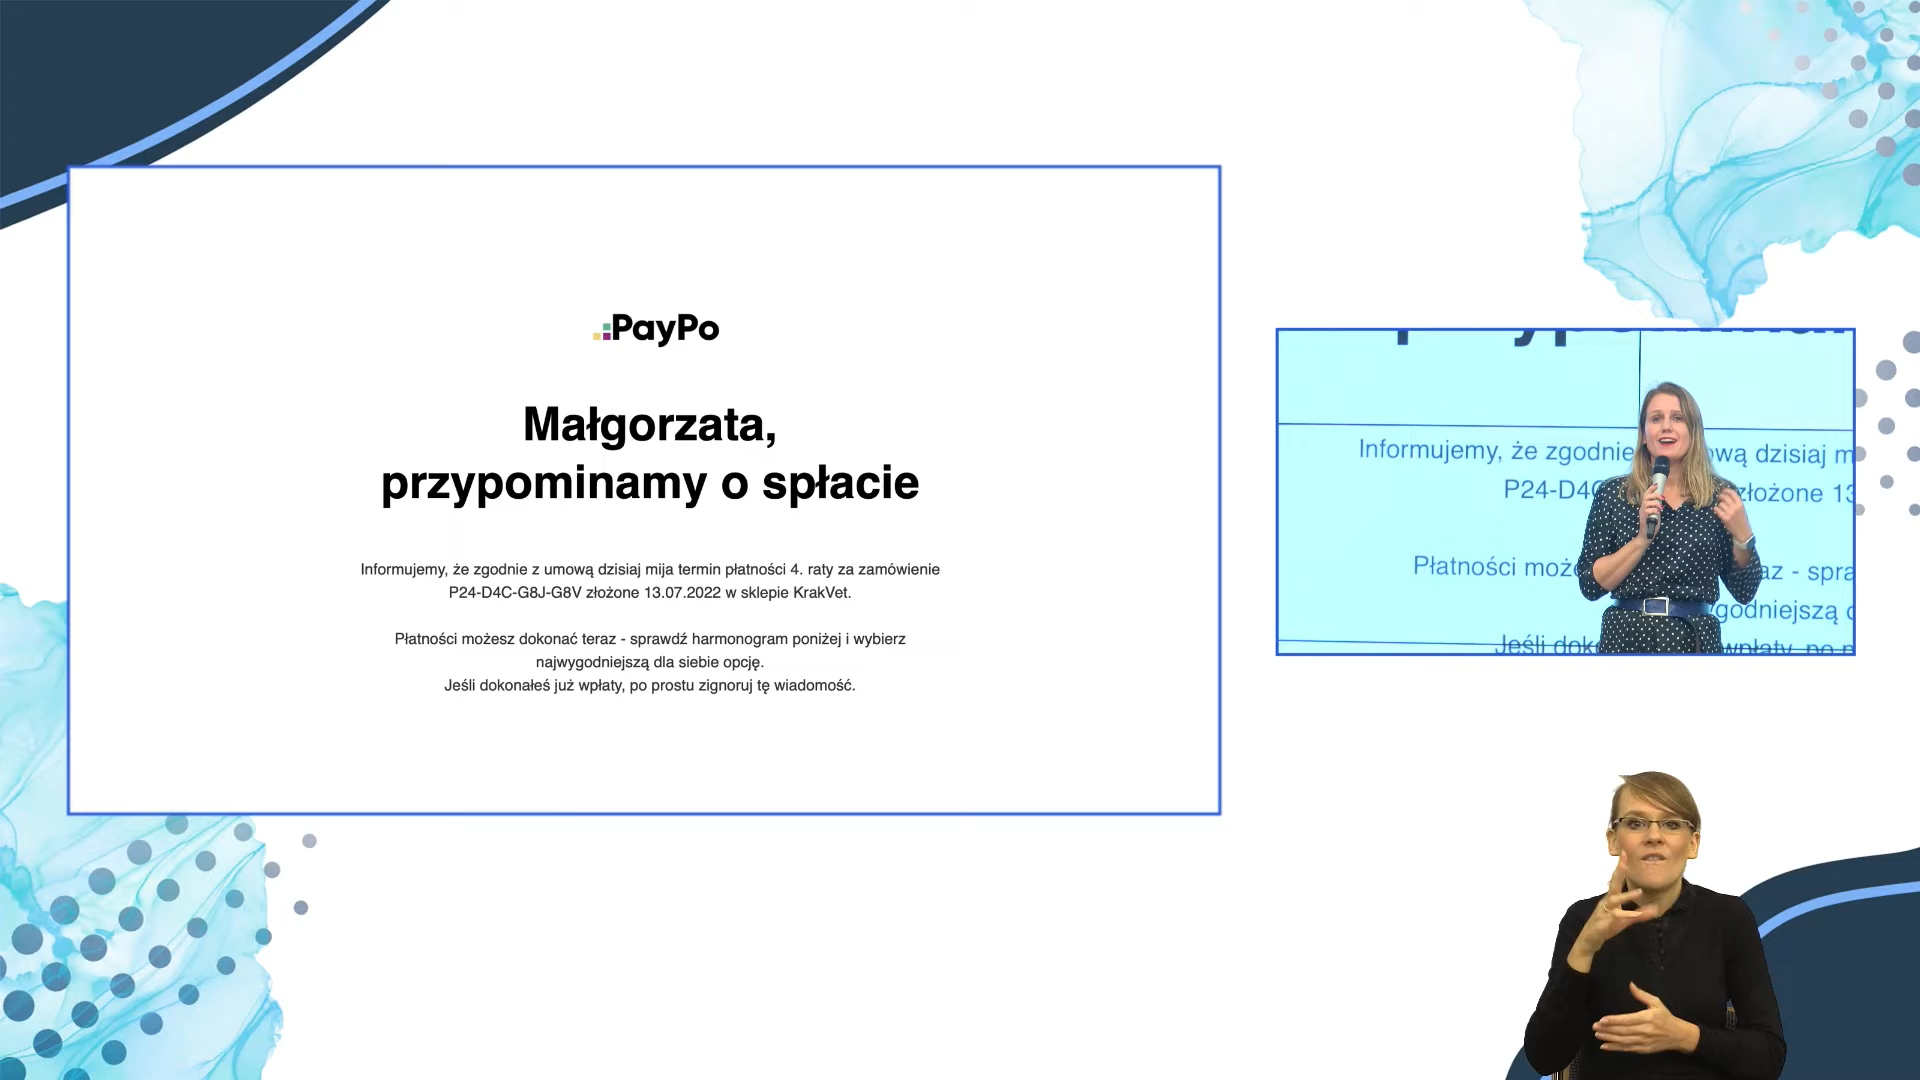 PayPo
Małgorzata,
przypominamy o spłacie
Informujemy, że zgodnie z umową dzisiaj mija termin płatności 4. raty za zamówienie
P24-D4C-G8J-G8V złożone 13.07.2022 w sklepie KrakVet.
Płatności możesz dokonać teraz - sprawdź harmonogram poniżej i wybierz
najwygodniejszą dla siebie opcję.
Jeśli dokonałeś już wpłaty, po prostu zignoruj tę wiadomość.
Informujemy, że zgodnie ową dzisiaj m
P24-D4C złożone 13
Płatności może az - spra
godniejszą
Jeśli dok wpłaty, po p